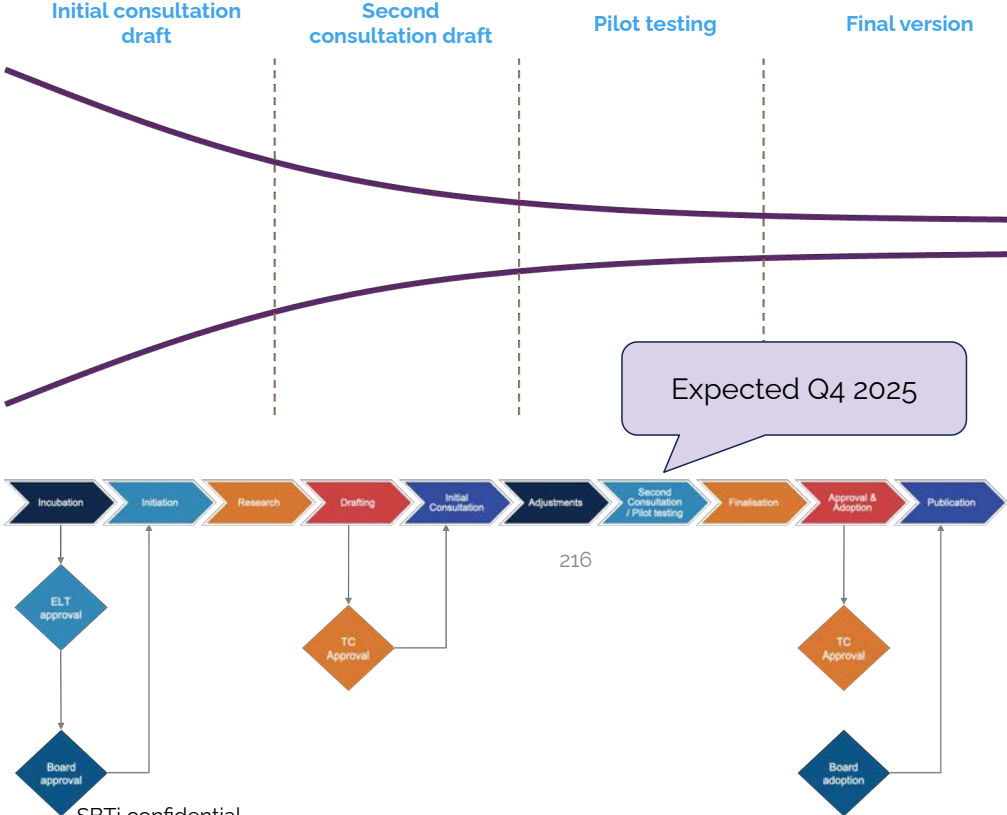 Initial consultation
draft
Second
consultation draft
Pilot testing
Final version
Expected Q4 2025
Incubation
Initiation
Research
Drafting
Initial
Consultation
Adjustments
Second
Consultation
/ Pilot testing
Finalisation
Approval &
Adoption
Publication
216
ELT
approval
TC
Approval
TC
Approval
Board
approval
Board
adoption
SBTi confidential